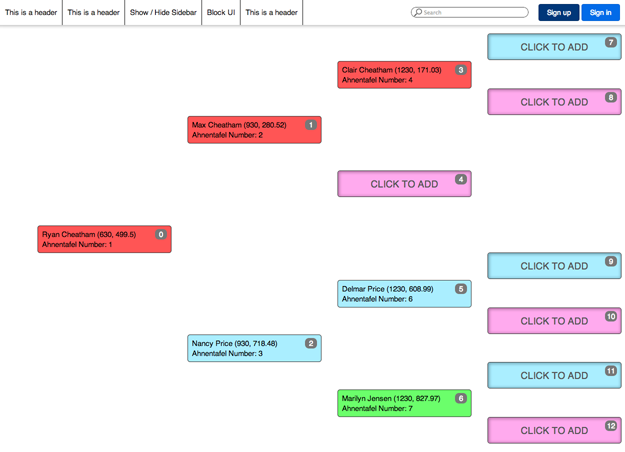 This is a header
This is a header
Show / Hide Sidebar
Block UI
This is a header
Search
Sign up
Sign in
CLICK TO ADD 7
Clair Cheatham (1230, 171.03) 3
Ahnentafel Number: 4
CLICK TO ADD 8
Max Cheatham (930, 280.52) 1
Ahnentafel Number: 2
CLICK TO ADD 4
Ryan Cheatham (630, 499.5) 0
Ahnentafel Number: 1
CLICK TO ADD 9
Delmar Price (1230, 608.99) 5
Ahnentafel Number: 6
CLICK TO ADD 10
Nancy Price (930, 718.48) 2
Ahnentafel Number: 3
CLICK TO ADD 11
Marilyn Jensen (1230, 827.97) 6
Ahnentafel Number: 7
CLICK TO ADD 12